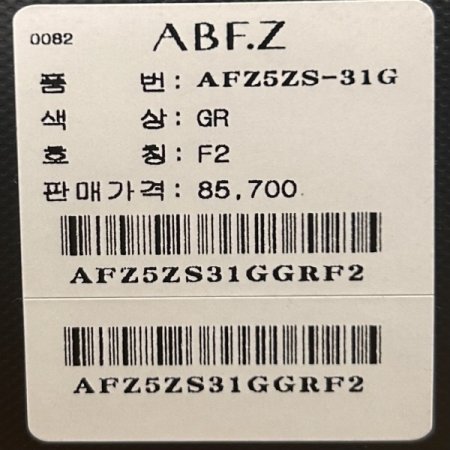 0082 ABF.Z
품 번: AFZ5ZS-31G
색 상: GR
호 칭: F2
판매가격: 85,700
AFZ5ZS31GGRF2
AFZ5ZS31GGRF2